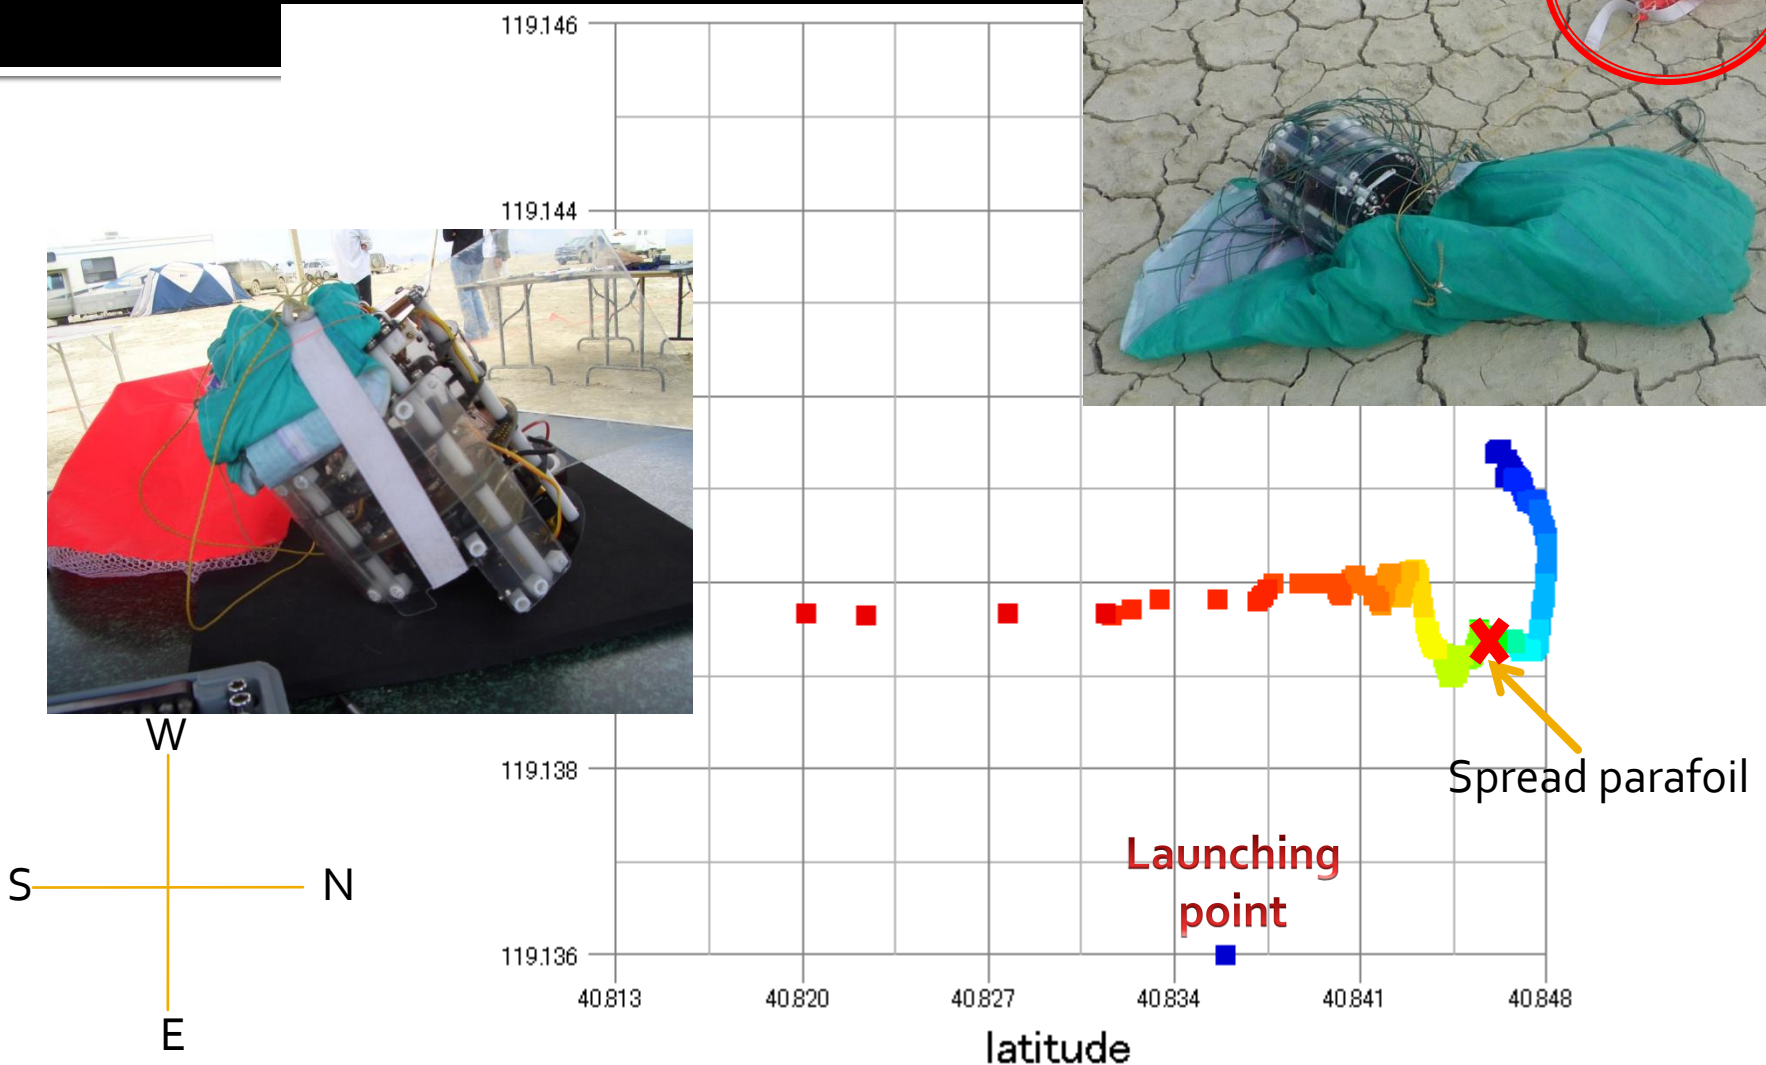 119.146
119.144
119.138
119.136
40.813
40.820
40.827
40.834
40.841
40.848
latitude
Launching
point
Spread parafoil
W
S
N
E